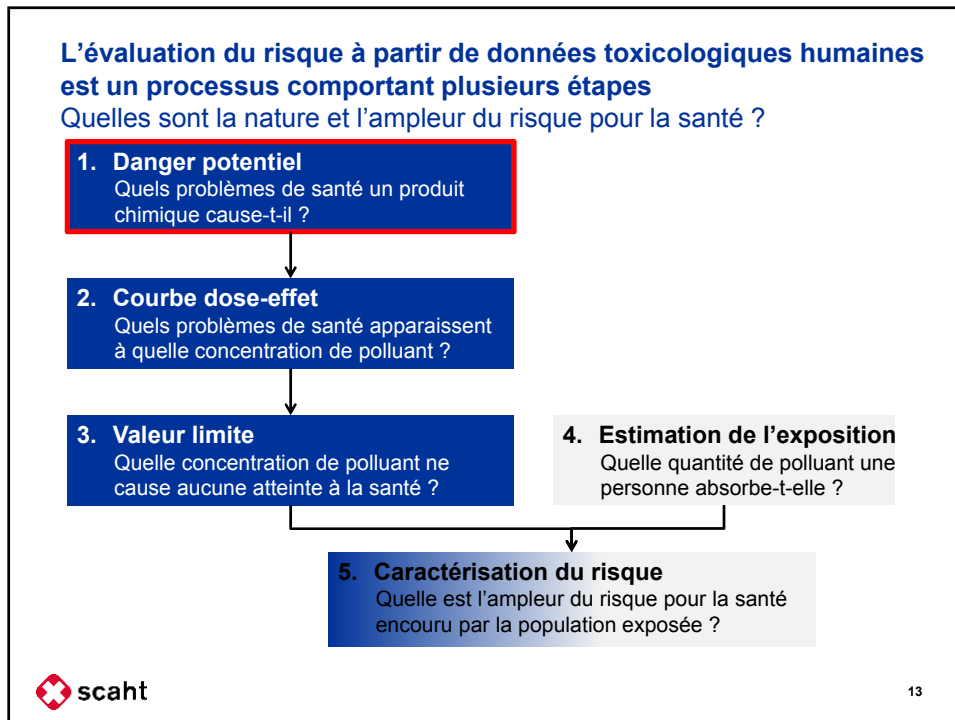 L’évaluation du risque à partir de données toxicologiques humaines
est un processus comportant plusieurs étapes
Quelles sont la nature et l’ampleur du risque pour la santé ?
1. Danger potentiel
Quels problèmes de santé un produit
chimique cause-t-il ?
2. Courbe dose-effet
Quels problèmes de santé apparaissent
à quelle concentration de polluant ?
3. Valeur limite
Quelle concentration de polluant ne
cause aucune atteinte à la santé ?
4. Estimation de l’exposition
Quelle quantité de polluant une
personne absorbe-t-elle ?
5. Caractérisation du risque
Quelle est l’ampleur du risque pour la santé
encouru par la population exposée ?
scaht
13